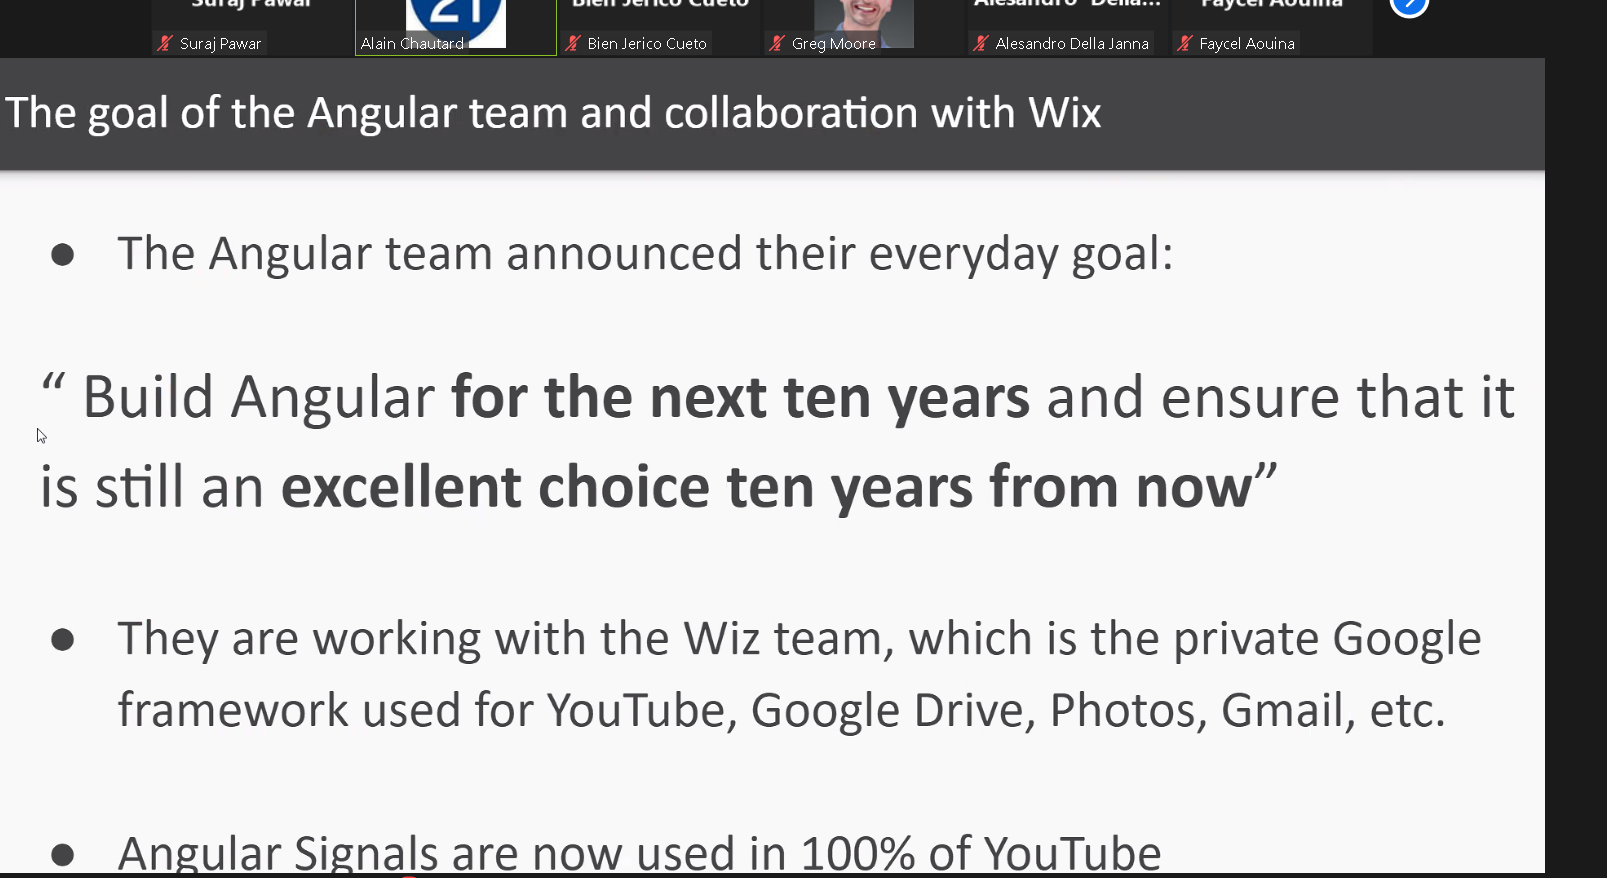 Suraj Pawar
21
Bien Jerico Cueto
Alesandro Della...
Faycel Aouina
Suraj Pawar
Alain Chautard
Bien Jerico Cueto
Greg Moore
Alesandro Della Janna
Faycel Aouina
The goal of the Angular team and collaboration with Wix
● The Angular team announced their everyday goal:
“ Build Angular for the next ten years and ensure that it
is still an excellent choice ten years from now”
● They are working with the Wiz team, which is the private Google
framework used for YouTube, Google Drive, Photos, Gmail, etc.
● Angular Signals are now used in 100% of YouTube